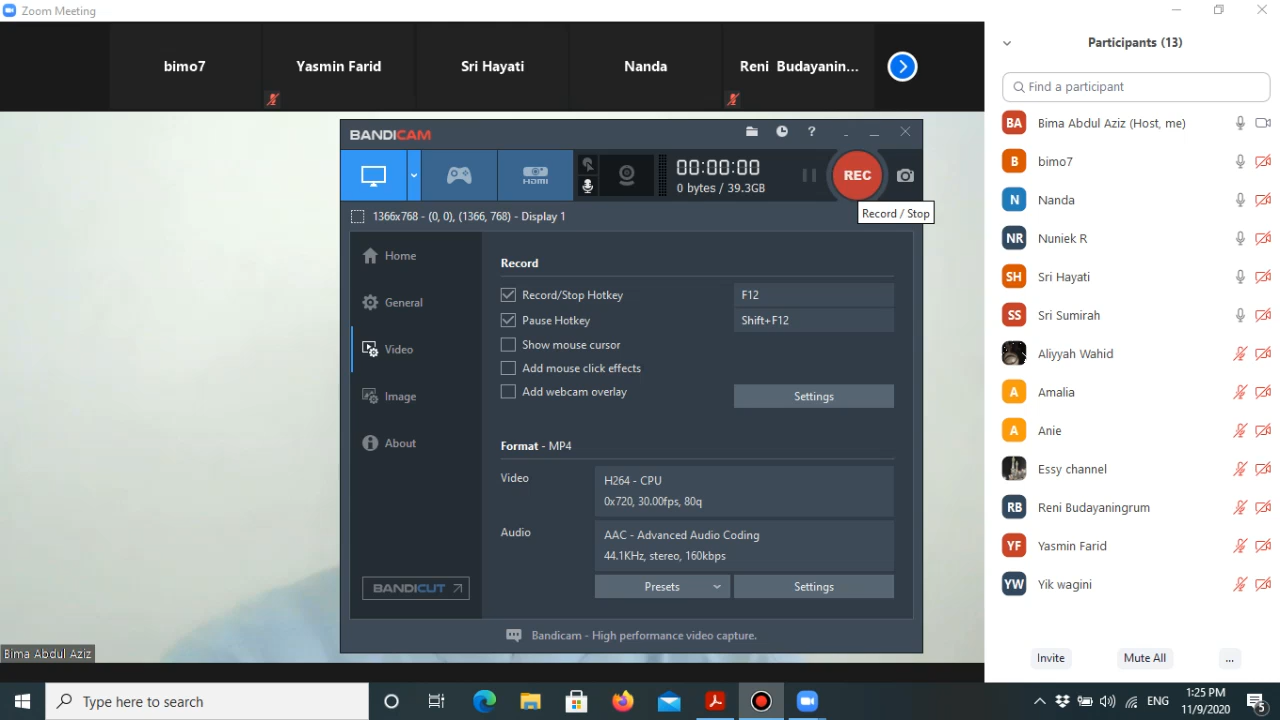 Zoom Meeting
bimo7
Yasmin Farid
Sri Hayati
Nanda
Reni Budayanin...
Participants (13)
Find a participant
BA Bima Abdul Aziz (Host, me)
B bimo7
N Nanda
NR Nuniek R
SH Sri Hayati
SS Sri Sumirah
Aliyyah Wahid
A Amalia
A Anie
Essy channel
RB Reni Budayaningrum
YF Yasmin Farid
YW Yik wagini
Invite
Mute All
...
BANDICAM
?
HDMI
00:00:00
0 bytes / 39.3GB
REC
Record / Stop
1366x768 - (0, 0), (1366, 768) - Display 1
Home
General
Video
Image
About
BANDICUT
Record
Record/Stop Hotkey F12
Pause Hotkey Shift+F12
Show mouse cursor
Add mouse click effects
Add webcam overlay
Settings
Format - MP4
Video
H264 - CPU
0x720, 30.00fps, 80q
Audio
AAC - Advanced Audio Coding
44.1KHz, stereo, 160kbps
Presets
Settings
Bandicam - High performance video capture.
Bima Abdul Aziz
Type here to search
ENG
1:25 PM
11/9/2020
5